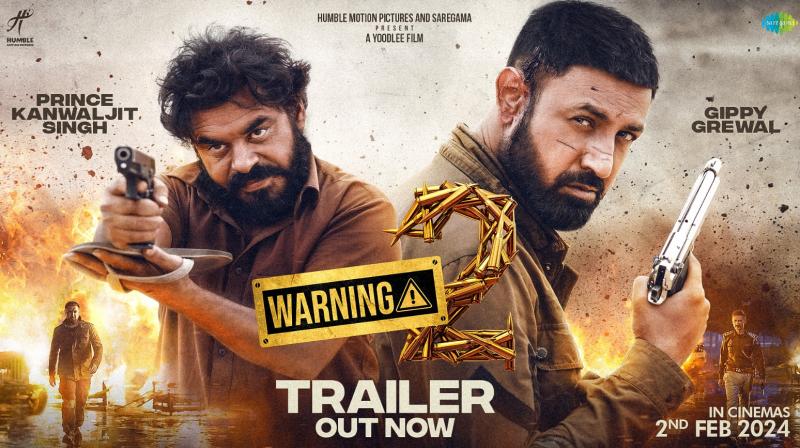 HUMBLE
HUMBLE MOTION PICTURES AND SAREGAMA
PRESENT
A YOODLEE FILM
PRINCE
KANWALJIT
SINGH
GIPPY
GREWAL
WARNING 2
TRAILER
OUT NOW
IN CINEMAS
2ND FEB 2024